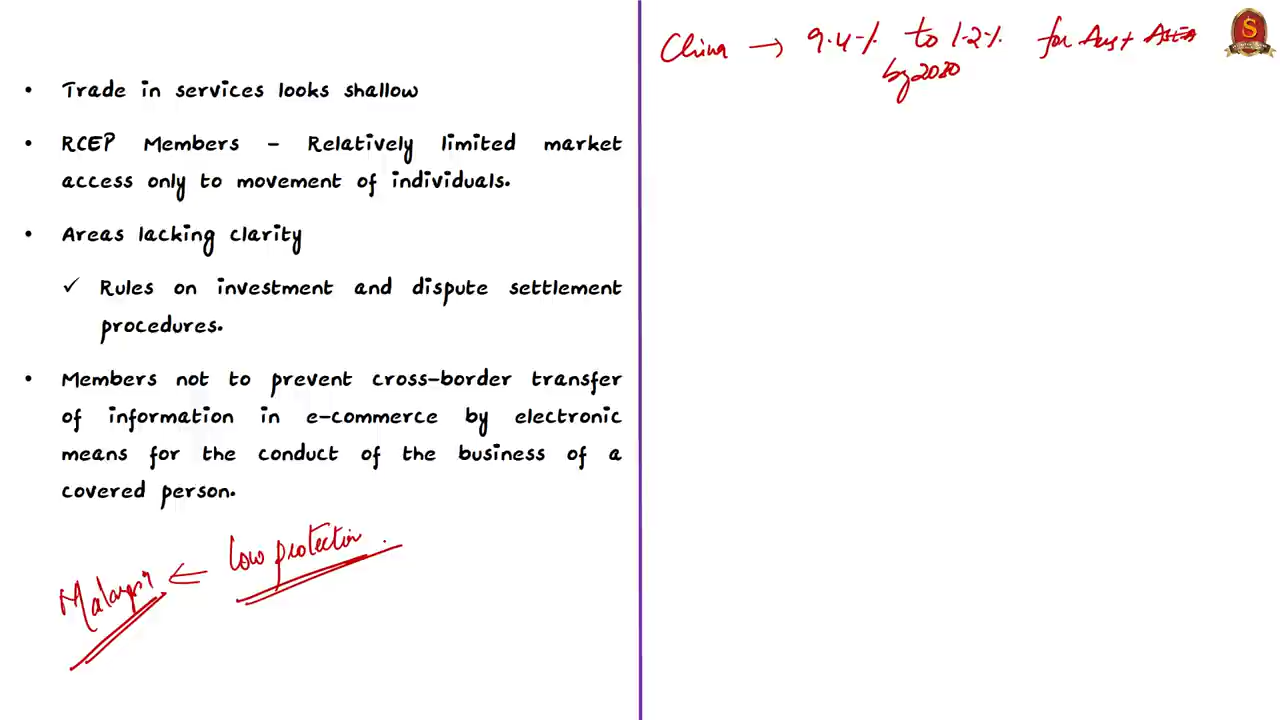 • Trade in services looks shallow
• RCEP Members - Relatively limited market
access only to movement of individuals.
• Areas lacking clarity
✓ Rules on investment and dispute settlement
procedures.
• Members not to prevent cross-border transfer
of information in e-commerce by electronic
means for the conduct of the business of a
covered person.
Malaysia ← Low protection.
China → 9.4% to 1.2% for
by 2030
S